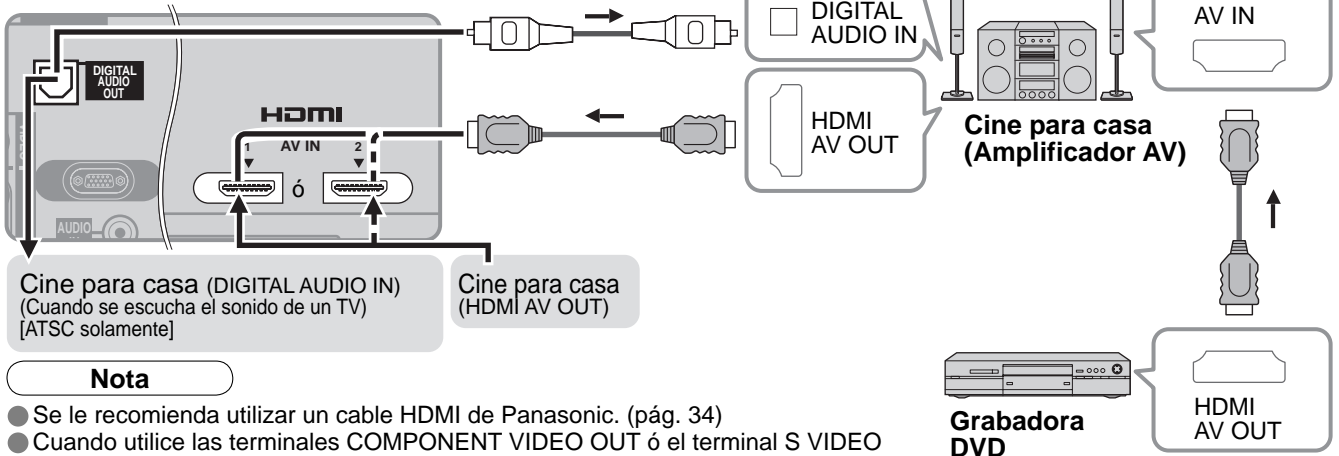 DIGITAL
AUDIO
OUT
HDMI
1 AV IN 2
ó
AUDIO
DIGITAL
AUDIO IN
HDMI
AV OUT
Cine para casa
(Amplificador AV)
AV IN
Cine para casa (DIGITAL AUDIO IN)
(Cuando se escucha el sonido de un TV)
[ATSC solamente]
Cine para casa
(HDMI AV OUT)
Nota
Se le recomienda utilizar un cable HDMI de Panasonic. (pág. 34)
Cuando utilice las terminales COMPONENT VIDEO OUT ó el terminal S VIDEO
Grabadora
DVD
HDMI
AV OUT